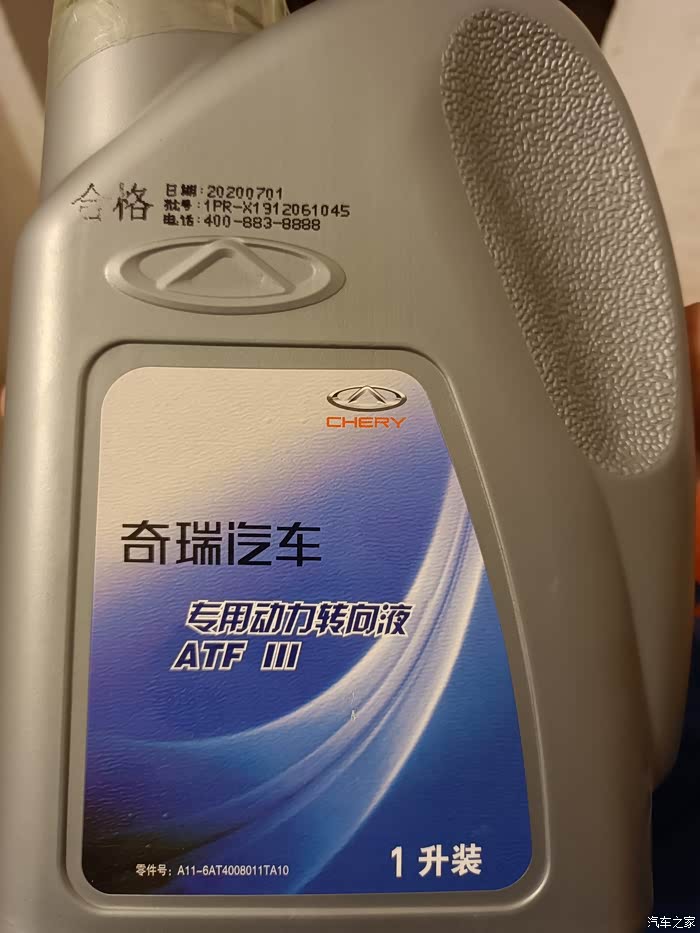 合格
日期:20200701
批号:1PR-X1912061045
电话:400-883-8888
CHERY
奇瑞汽车
专用动力转向液
ATF III
零件号: A11-6AT4008011TA10
1 升装
汽车之家